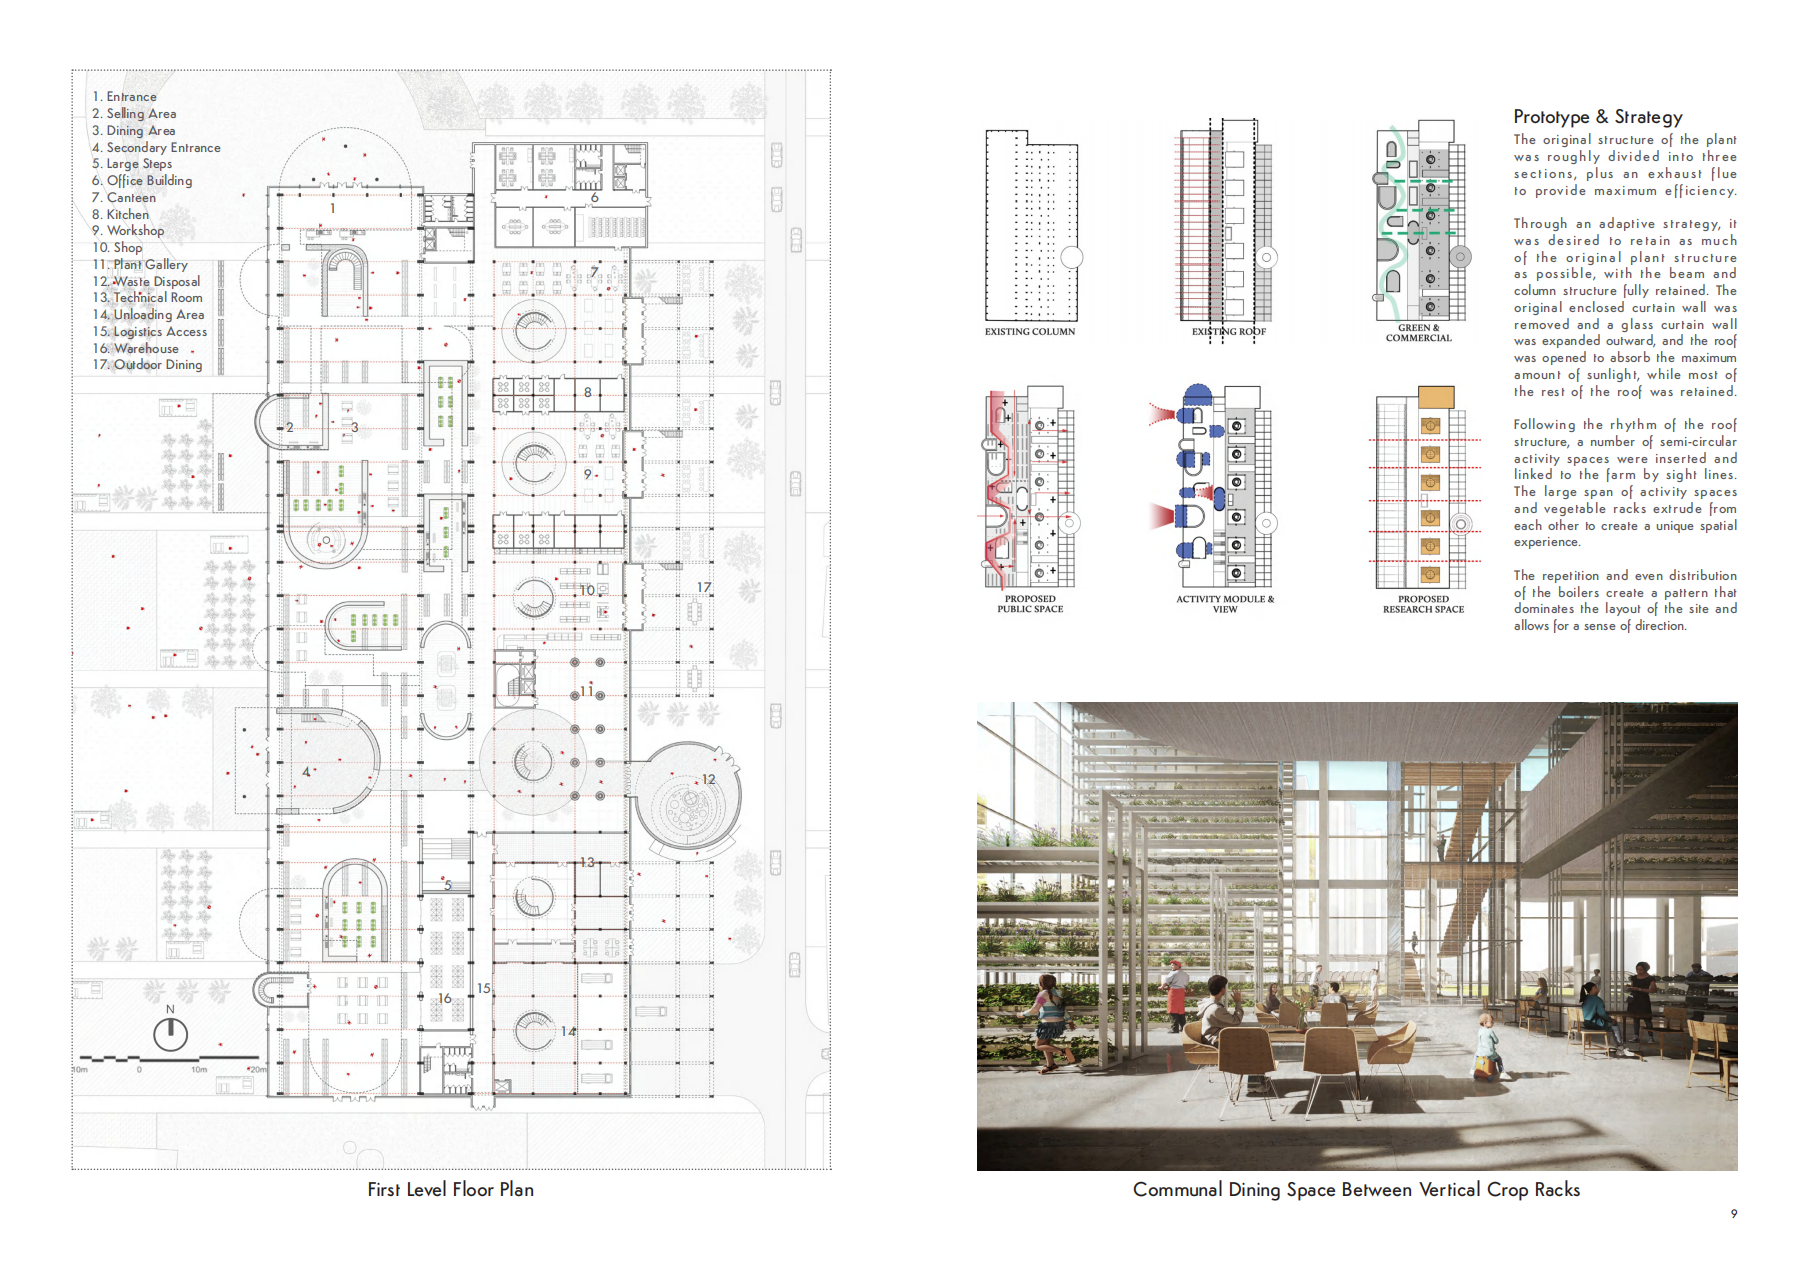 1. Entrance
2. Selling Area
3. Dining Area
4. Secondary Entrance
5. Large Steps
6. Office Building
7. Canteen
8. Kitchen
9. Workshop
10. Shop
11. Plant Gallery
12. Waste Disposal
13. Technical Room
14. Unloading Area
15. Logistics Access
16. Warehouse
17. Outdoor Dining
1
6
7
8
2
3
9
10
17
11
4
12
13
5
15
16
14
N
10m 0 10m 20m
First Level Floor Plan
EXISTING COLUMN
EXISTING ROOF
GREEN &
COMMERCIAL
PROPOSED
PUBLIC SPACE
ACTIVITY MODULE &
VIEW
PROPOSED
RESEARCH SPACE
Prototype & Strategy
The original structure of the plant
was roughly divided into three
sections, plus an exhaust flue
to provide maximum efficiency.
Through an adaptive strategy, it
was desired to retain as much
of the original plant structure
as possible, with the beam and
column structure fully retained. The
original enclosed curtain wall was
removed and a glass curtain wall
was expanded outward, and the roof
was opened to absorb the maximum
amount of sunlight, while most of
the rest of the roof was retained.
Following the rhythm of the roof
structure, a number of semi-circular
activity spaces were inserted and
linked to the farm by sight lines.
The large span of activity spaces
and vegetable racks extrude from
each other to create a unique spatial
experience.
The repetition and even distribution
of the boilers create a pattern that
dominates the layout of the site and
allows for a sense of direction.
Communal Dining Space Between Vertical Crop Racks
9